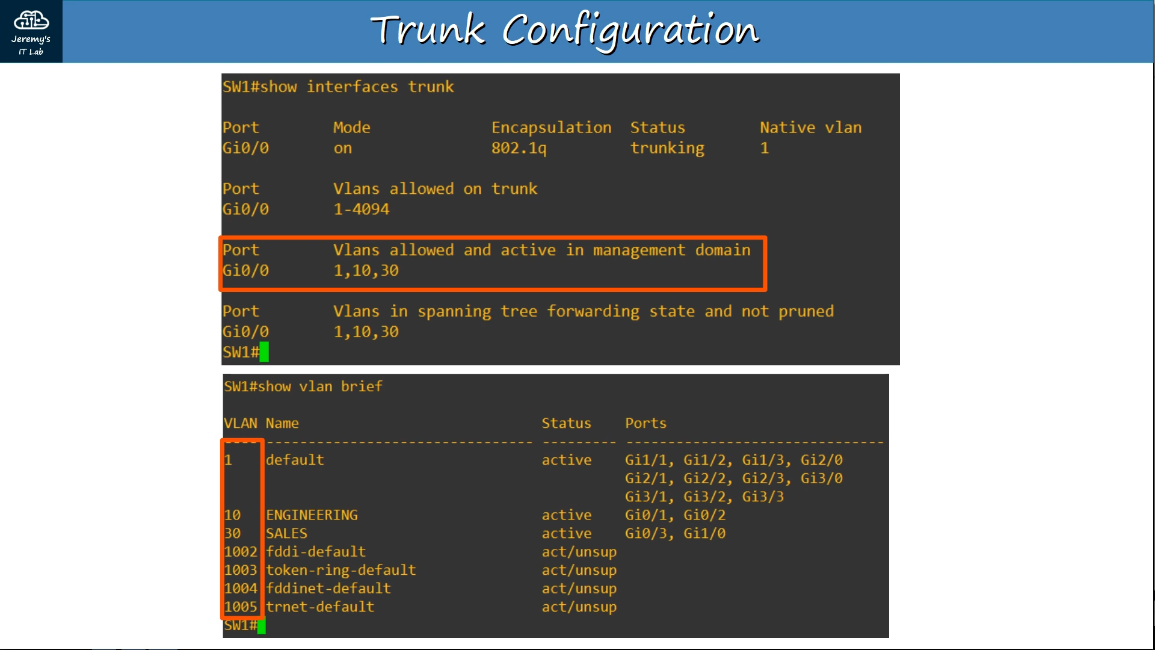 Jeremy's
IT Lab
Trunk Configuration
SW1#show interfaces trunk
Port Mode Encapsulation Status Native vlan
Gi0/0 on 802.1q trunking 1
Port Vlans allowed on trunk
Gi0/0 1-4094
Port Vlans allowed and active in management domain
Gi0/0 1,10,30
Port Vlans in spanning tree forwarding state and not pruned
Gi0/0 1,10,30
SW1#
SW1#show vlan brief
VLAN Name Status Ports
---- -------------------------------- --------- -------------------------------
1 default active Gi1/1, Gi1/2, Gi1/3, Gi2/0
Gi2/1, Gi2/2, Gi2/3, Gi3/0
Gi3/1, Gi3/2, Gi3/3
10 ENGINEERING active Gi0/1, Gi0/2
30 SALES active Gi0/3, Gi1/0
1002 fddi-default act/unsup
1003 token-ring-default act/unsup
1004 fddinet-default act/unsup
1005 trnet-default act/unsup
SW1#